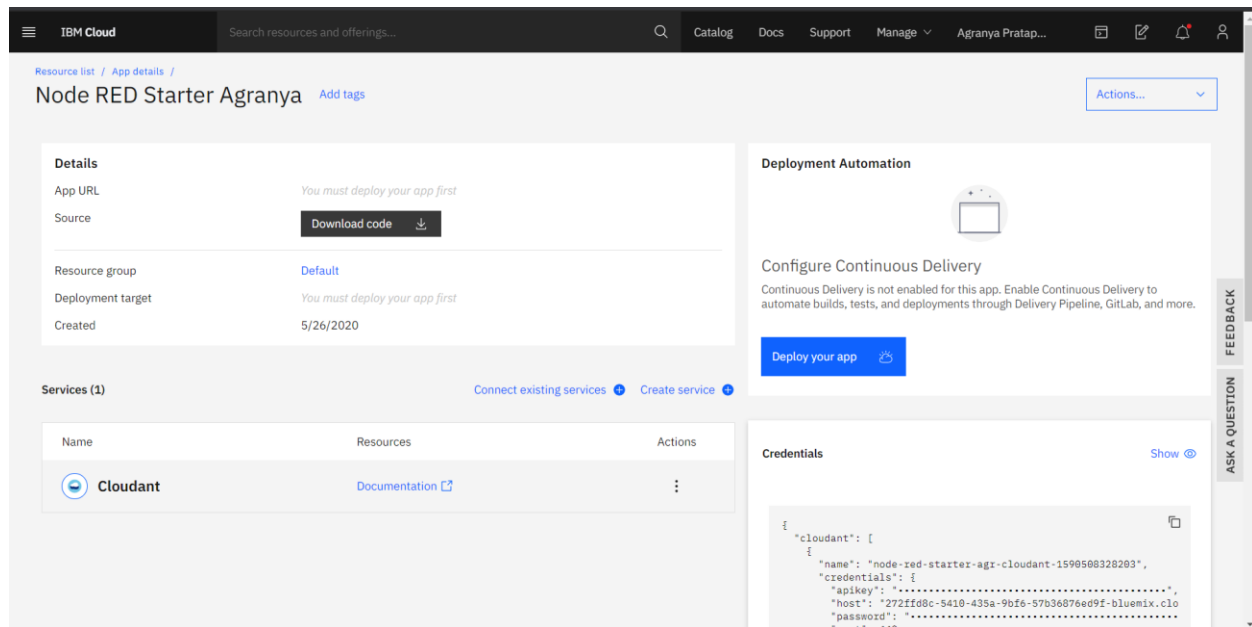 IBM Cloud
Search resources and offerings...
Catalog
Docs
Support
Manage
Agranya Pratap...
Resource list / App details /
Node RED Starter Agranya
Add tags
Actions...
Details
App URL
You must deploy your app first
Source
Download code
Resource group
Default
Deployment target
You must deploy your app first
Created
5/26/2020
Deployment Automation
Configure Continuous Delivery
Continuous Delivery is not enabled for this app. Enable Continuous Delivery to
automate builds, tests, and deployments through Delivery Pipeline, GitLab, and more.
Deploy your app
FEEDBACK
ASK A QUESTION
Services (1)
Connect existing services
Create service
Name
Resources
Actions
Cloudant
Documentation
Credentials
Show
{
"cloudant": [
{
"name": "node-red-starter-agr-cloudant-1590508328203",
"credentials": {
"apikey": "••••••••••••••••••••••••••••••••••••••••••••",
"host": "272ffd8c-5410-435a-9bf6-57b36876ed9f-bluemix.clo
"password": "••••••••••••••••••••••••••••••••••••••••••••